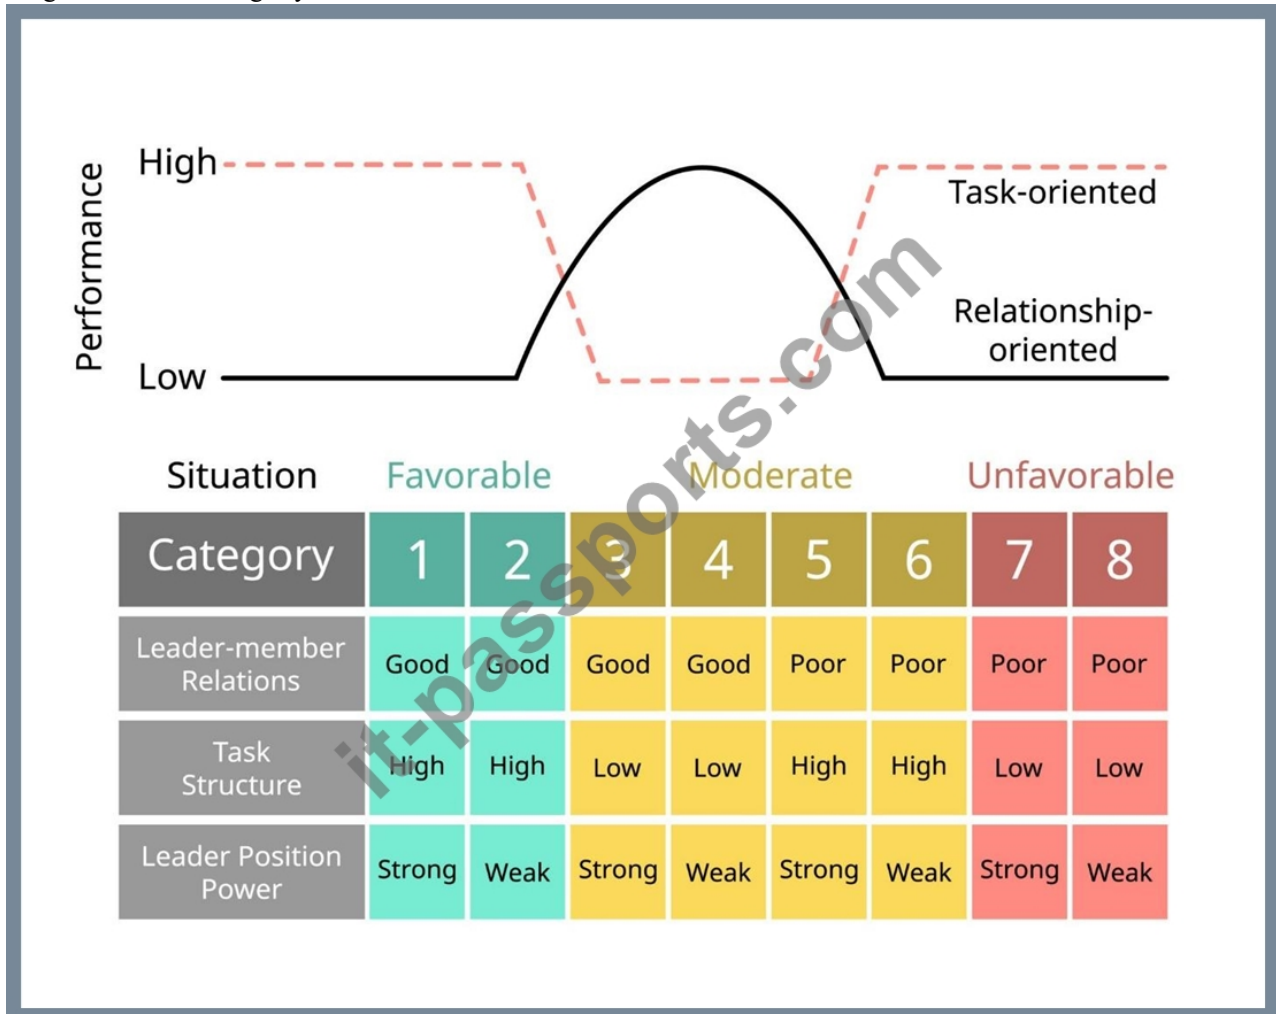 High
Task-oriented
Performance
Relationship-
oriented
Low
Situation Favorable Moderate Unfavorable
Category 1 2 3 4 5 6 7 8
Leader-member
Relations
Good Good Good Good Poor Poor Poor Poor
Task
Structure
High High Low Low High High Low Low
Leader Position
Power
Strong Weak Strong Weak Strong Weak Strong Weak
it-passports.com